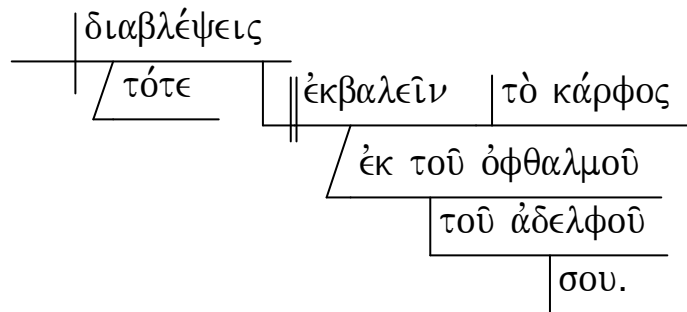 διαβλέψεις
τότε
ἐκβαλεῖν τὸ κάρφος
ἐκ τοῦ ὀφθαλμοῦ
τοῦ ἀδελφοῦ
σου.